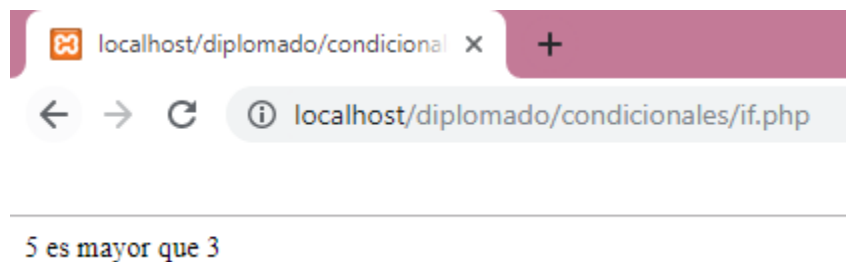 localhost/diplomado/condicional
localhost/diplomado/condicionales/if.php
5 es mayor que 3